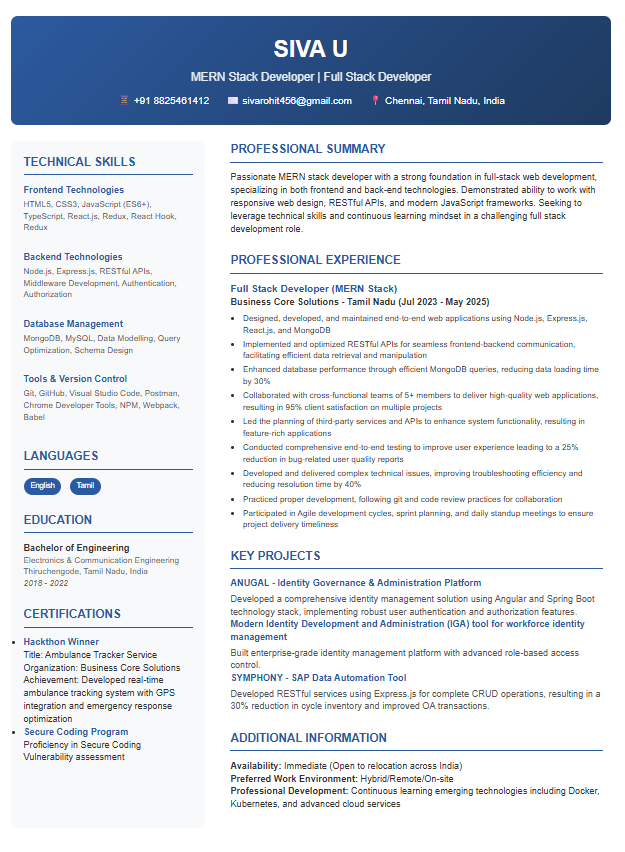 SIVA U
MERN Stack Developer | Full Stack Developer
+91 8825461412 sivarohit456@gmail.com Chennai, Tamil Nadu, India
TECHNICAL SKILLS
Frontend Technologies
HTML5, CSS3, JavaScript (ES6+),
TypeScript, React.js, Redux, React Hook,
Redux
Backend Technologies
Node.js, Express.js, RESTful APIs,
Middleware Development, Authentication,
Authorization
Database Management
MongoDB, MySQL, Data Modelling, Query
Optimization, Schema Design
Tools & Version Control
Git, GitHub, Visual Studio Code, Postman,
Chrome Developer Tools, NPM, Webpack,
Babel
LANGUAGES
English Tamil
EDUCATION
Bachelor of Engineering
Electronics & Communication Engineering
Thiruchengode, Tamil Nadu, India
2018 - 2022
CERTIFICATIONS
• Hackthon Winner
Title: Ambulance Tracker Service
Organization: Business Core Solutions
Achievement: Developed real-time
ambulance tracking system with GPS
integration and emergency response
optimization
• Secure Coding Program
Proficiency in Secure Coding
Vulnerability assessment
PROFESSIONAL SUMMARY
Passionate MERN stack developer with a strong foundation in full-stack web development,
specializing in both frontend and back-end technologies. Demonstrated ability to work with
responsive web design, RESTful APIs, and modern JavaScript frameworks. Seeking to
leverage technical skills and continuous learning mindset in a challenging full stack
development role.
PROFESSIONAL EXPERIENCE
Full Stack Developer (MERN Stack)
Business Core Solutions - Tamil Nadu (Jul 2023 - May 2025)
• Designed, developed, and maintained end-to-end web applications using Node.js, Express.js,
React.js, and MongoDB
• Implemented and optimized RESTful APIs for seamless frontend-backend communication,
facilitating efficient data retrieval and manipulation
• Enhanced database performance through efficient MongoDB queries, reducing data loading time
by 30%
• Collaborated with cross-functional teams of 5+ members to deliver high-quality web applications,
resulting in 95% client satisfaction on multiple projects
• Led the planning of third-party services and APIs to enhance system functionality, resulting in
feature-rich applications
• Conducted comprehensive end-to-end testing to improve user experience leading to a 25%
reduction in bug-related user quality reports
• Developed and delivered complex technical issues, improving troubleshooting efficiency and
reducing resolution time by 40%
• Practiced proper development, following git and code review practices for collaboration
• Participated in Agile development cycles, sprint planning, and daily standup meetings to ensure
project delivery timeliness
KEY PROJECTS
ANUGAL - Identity Governance & Administration Platform
Developed a comprehensive identity management solution using Angular and Spring Boot
technology stack, implementing robust user authentication and authorization features.
Modern Identity Development and Administration (IGA) tool for workforce identity
management
Built enterprise-grade identity management platform with advanced role-based access
control.
SYMPHONY - SAP Data Automation Tool
Developed RESTful services using Express.js for complete CRUD operations, resulting in a
30% reduction in cycle inventory and improved OA transactions.
ADDITIONAL INFORMATION
Availability: Immediate (Open to relocation across India)
Preferred Work Environment: Hybrid/Remote/On-site
Professional Development: Continuous learning emerging technologies including Docker,
Kubernetes, and advanced cloud services